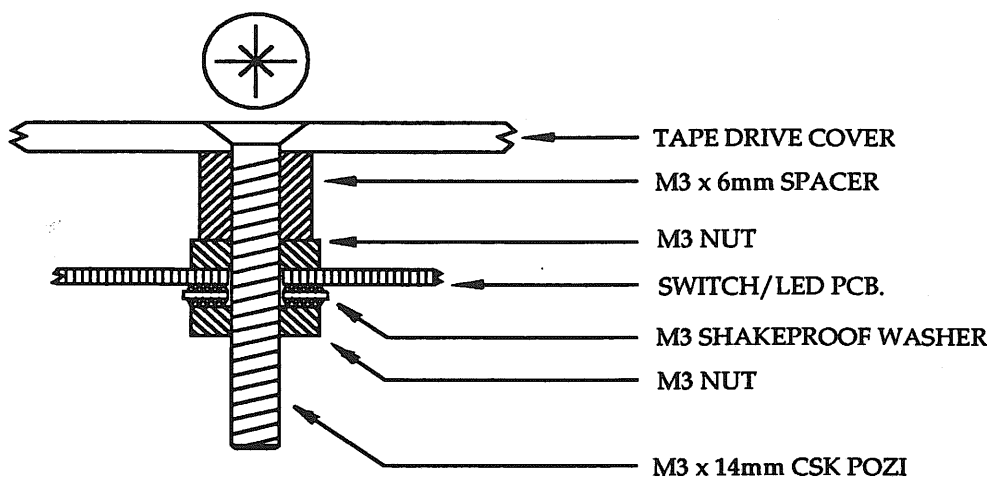 TAPE DRIVE COVER
M3 x 6mm SPACER
M3 NUT
SWITCH/LED PCB.
M3 SHAKEPROOF WASHER
M3 NUT
M3 x 14mm CSK POZI